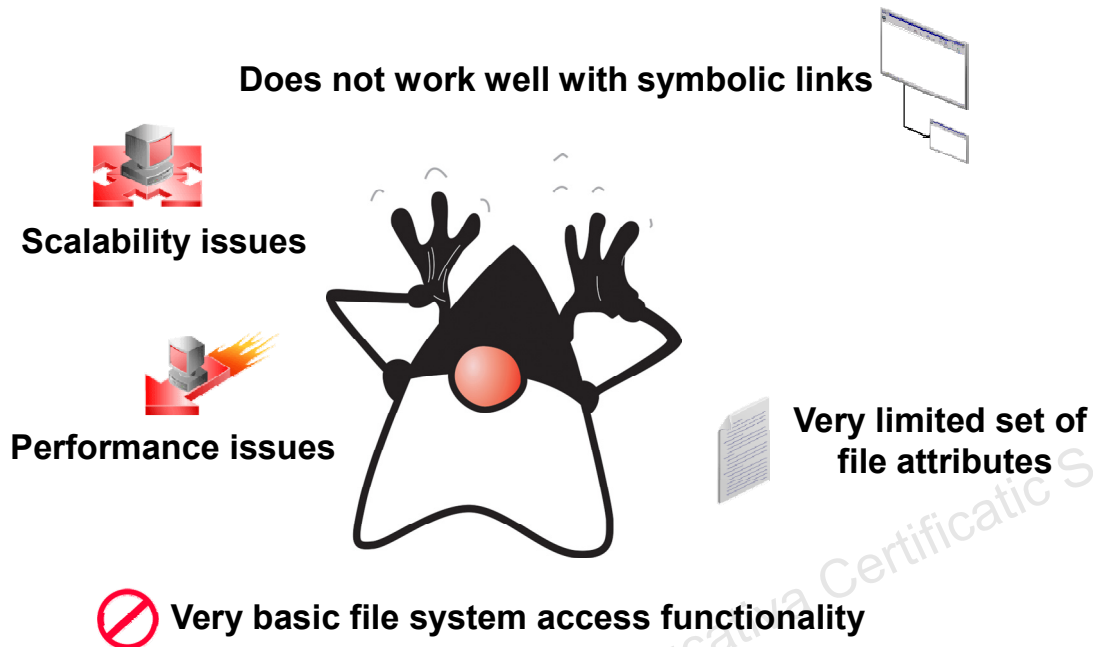 Does not work well with symbolic links
Scalability issues
Performance issues
Very limited set of
file attributes
Very basic file system access functionality